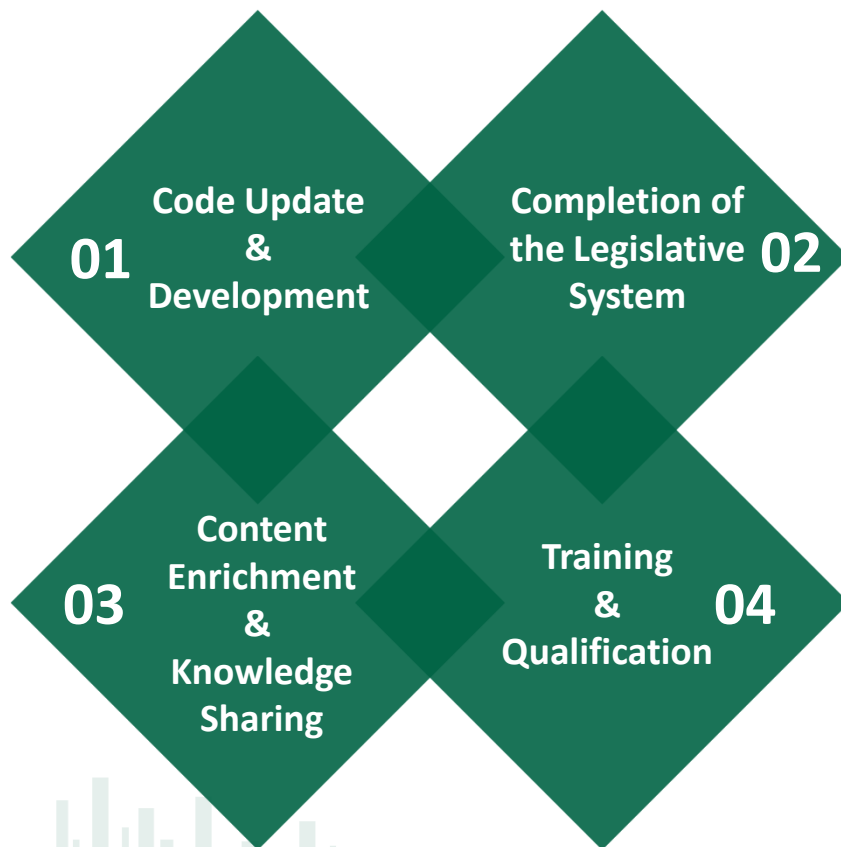 01
Code Update
&
Development
Completion of
the Legislative
System
02
03
Content
Enrichment
&
Knowledge
Sharing
Training
&
Qualification
04